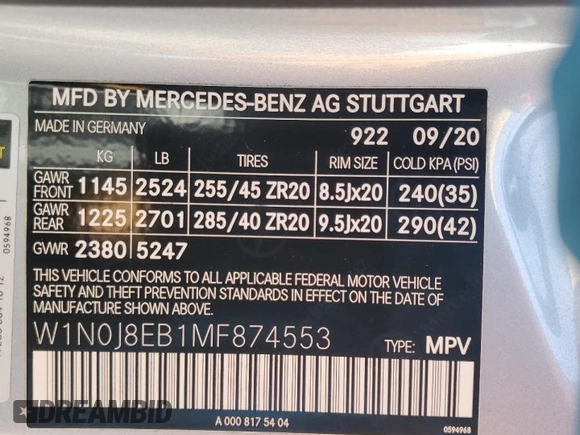 MFD BY MERCEDES-BENZ AG STUTTGART
MADE IN GERMANY 922 09/20
KG LB TIRES RIM SIZE COLD KPA (PSI)
GAWR FRONT 1145 2524 255/45 ZR20 8.5Jx20 240(35)
GAWR REAR 1225 2701 285/40 ZR20 9.5Jx20 290(42)
GVWR 2380 5247
THIS VEHICLE CONFORMS TO ALL APPLICABLE FEDERAL MOTOR VEHICLE
SAFETY STANDARDS IN EFFECT ON THE DATE OF
MANUFACTURE SHOWN ABOVE.
W1N0J8EB1MF874553 TYPE: MPV
A 000 817 54 04
0594968
0594968
DREAMBID